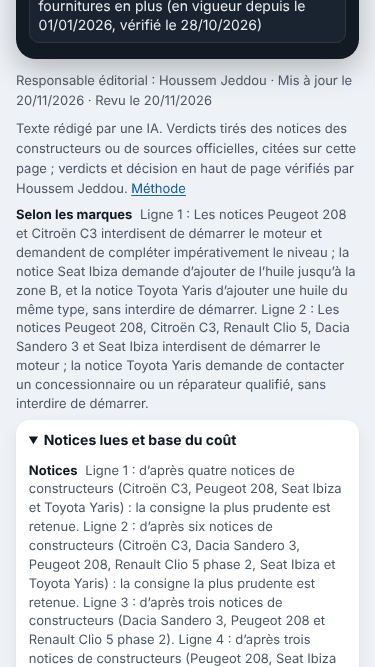 fournitures en plus (en vigueur depuis le
01/01/2026, vérifié le 28/10/2026)
Responsable éditorial : Houssem Jeddou · Mis à jour le
20/11/2026 · Revu le 20/11/2026
Texte rédigé par une IA. Verdicts tirés des notices des
constructeurs ou de sources officielles, citées sur cette
page ; verdicts et décision en haut de page vérifiés par
Houssem Jeddou. Méthode
Selon les marques Ligne 1 : Les notices Peugeot 208
et Citroën C3 interdisent de démarrer le moteur et
demandent de compléter impérativement le niveau ; la
notice Seat Ibiza demande d’ajouter de l’huile jusqu’à la
zone B, et la notice Toyota Yaris d’ajouter une huile du
même type, sans interdire de démarrer. Ligne 2 : Les
notices Peugeot 208, Citroën C3, Renault Clio 5, Dacia
Sandero 3 et Seat Ibiza interdisent de démarrer le
moteur ; la notice Toyota Yaris demande de contacter
un concessionnaire ou un réparateur qualifié, sans
interdire de démarrer.
▼ Notices lues et base du coût
Notices Ligne 1 : d’après quatre notices de
constructeurs (Citroën C3, Peugeot 208, Seat Ibiza
et Toyota Yaris) : la consigne la plus prudente est
retenue. Ligne 2 : d’après six notices de
constructeurs (Citroën C3, Dacia Sandero 3,
Peugeot 208, Renault Clio 5 phase 2, Seat Ibiza et
Toyota Yaris) : la consigne la plus prudente est
retenue. Ligne 3 : d’après trois notices de
constructeurs (Dacia Sandero 3, Peugeot 208 et
Renault Clio 5 phase 2). Ligne 4 : d’après trois
notices de constructeurs (Peugeot 208, Seat Ibiza